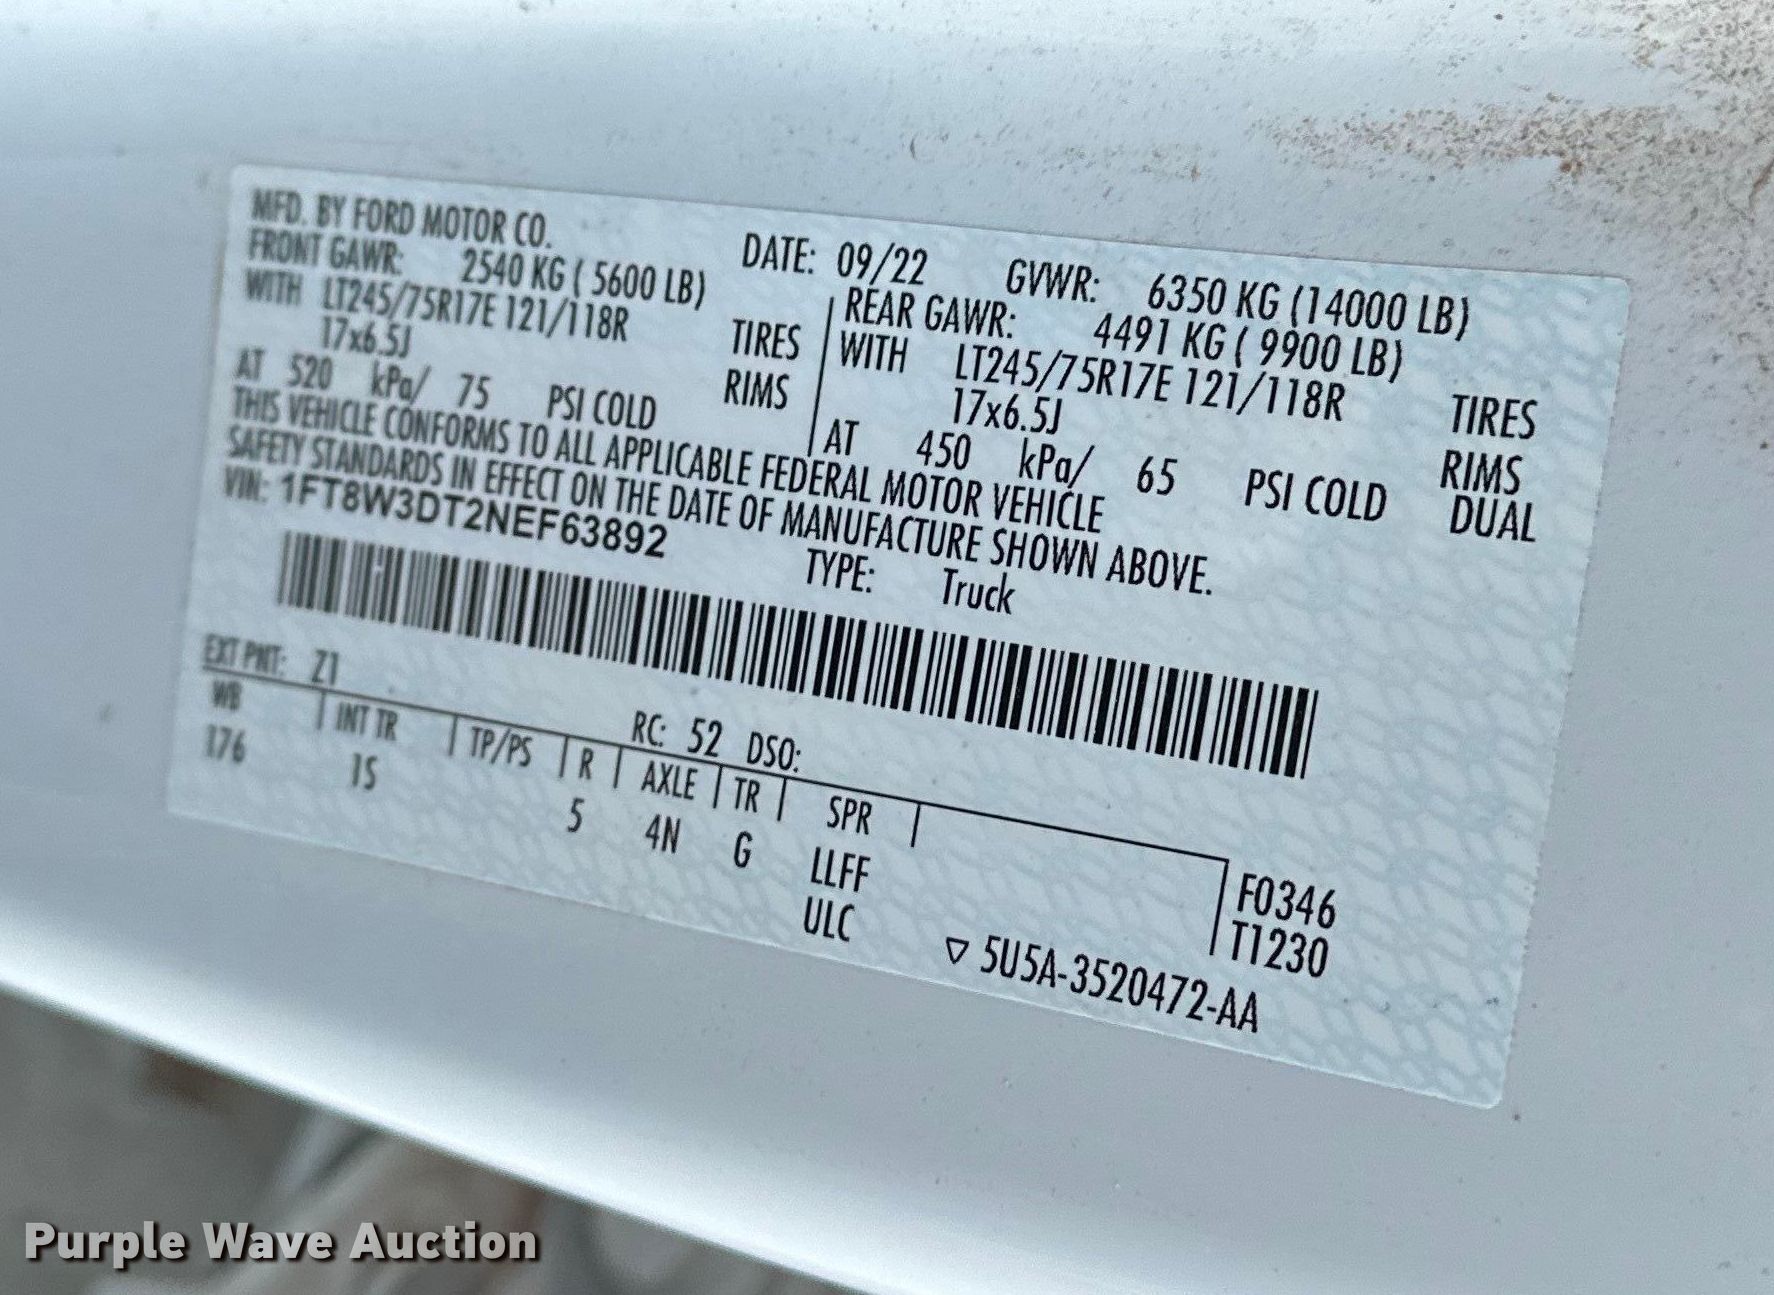 MFD. BY FORD MOTOR CO.
DATE: 09/22 GVWR: 6350 KG (14000 LB)
FRONT GAWR: 2540 KG ( 5600 LB)
WITH LT245/75R17E 121/118R TIRES
17x6.5J RIMS
AT 520 kPa/ 75 PSI COLD
REAR GAWR: 4491 KG ( 9900 LB)
WITH LT245/75R17E 121/118R TIRES
17x6.5J RIMS
AT 450 kPa/ 65 PSI COLD DUAL
THIS VEHICLE CONFORMS TO ALL APPLICABLE FEDERAL MOTOR VEHICLE
SAFETY STANDARDS IN EFFECT ON THE DATE OF MANUFACTURE SHOWN ABOVE.
VIN: 1FT8W3DT2NEF63892
TYPE: Truck
EXT PNT: Z1 RC: 52 DSO:
WB INT TR TP/PS R AXLE TR SPR
176 1S 5 4N G LLFF
ULC
F0346
T1230
▽ 5U5A-3520472-AA
Purple Wave Auction